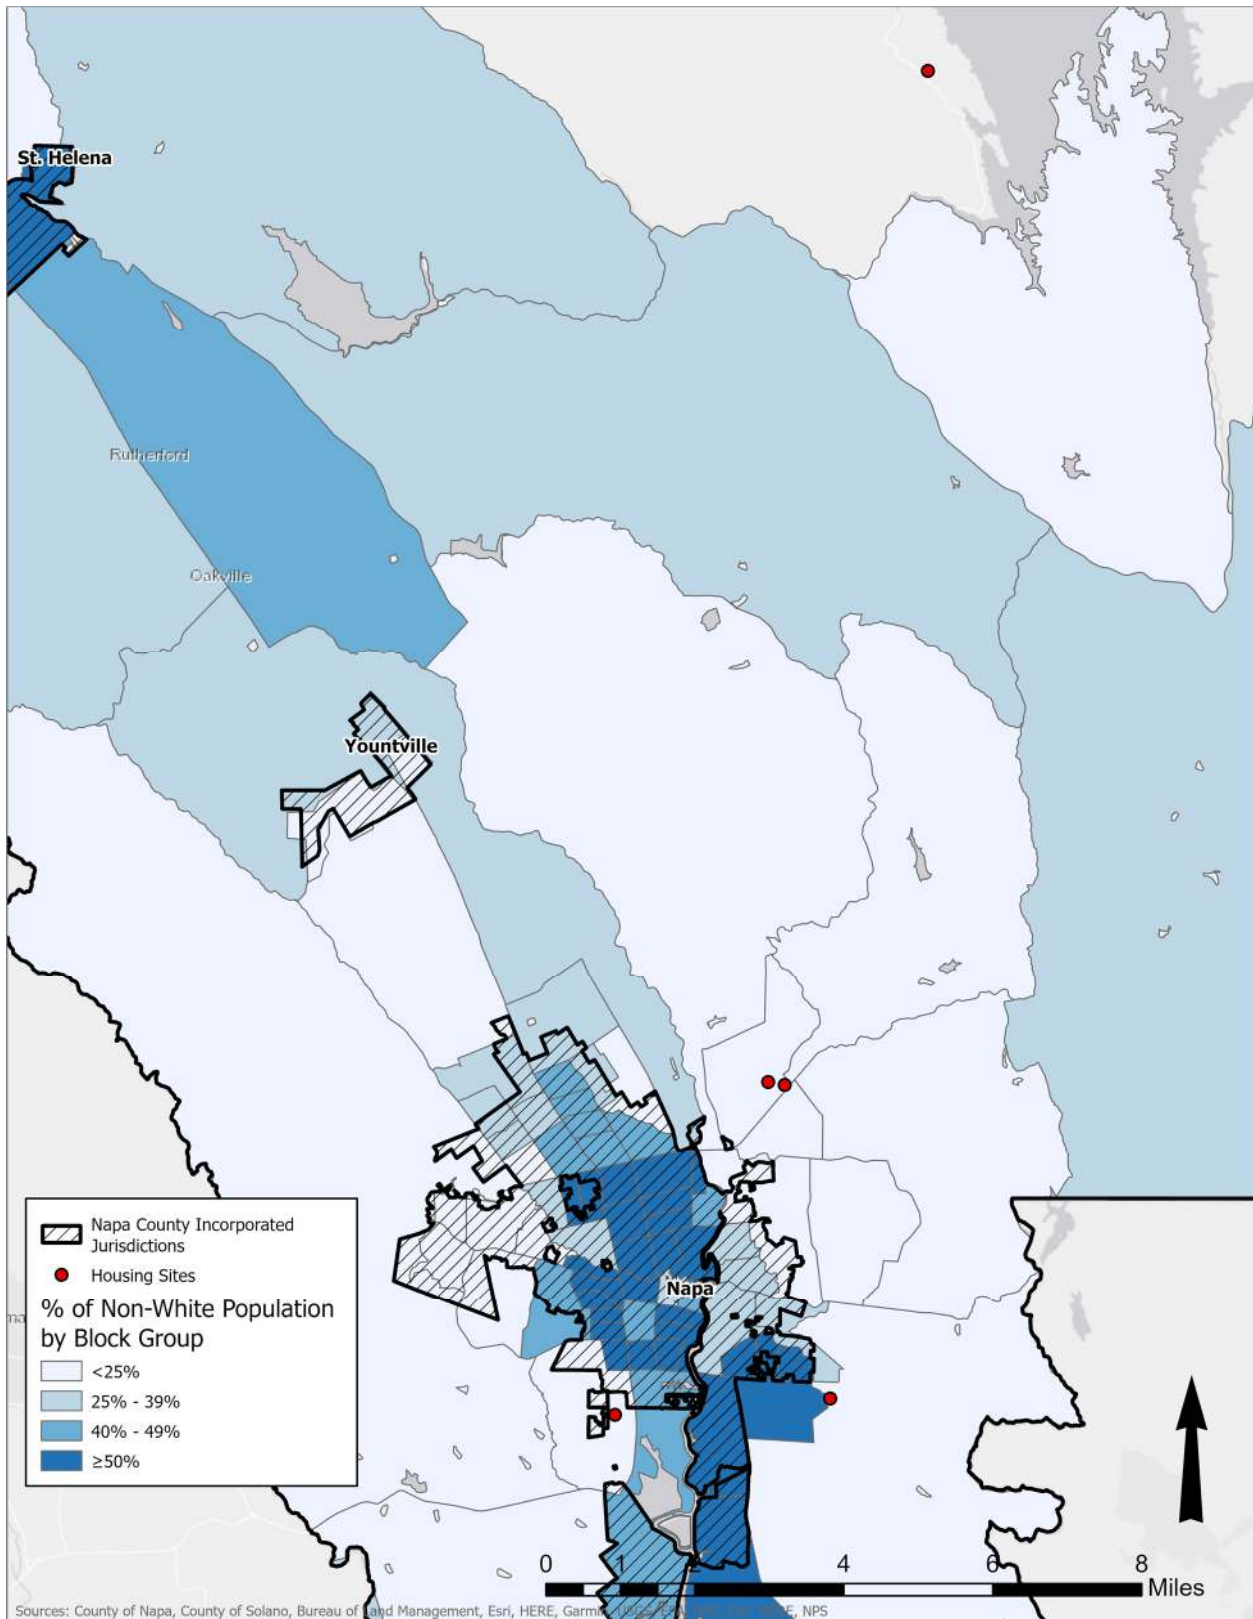 St. Helena
Rutherford
Oakville
Yountville
Napa
Napa County Incorporated
Jurisdictions
Housing Sites
% of Non-White Population
by Block Group
<25%
25% - 39%
40% - 49%
≥50%
0 1 2 4 6 8
Miles
Sources: County of Napa, County of Solano, Bureau of Land Management, Esri, HERE, Garmin, USGS, EPA, NPS